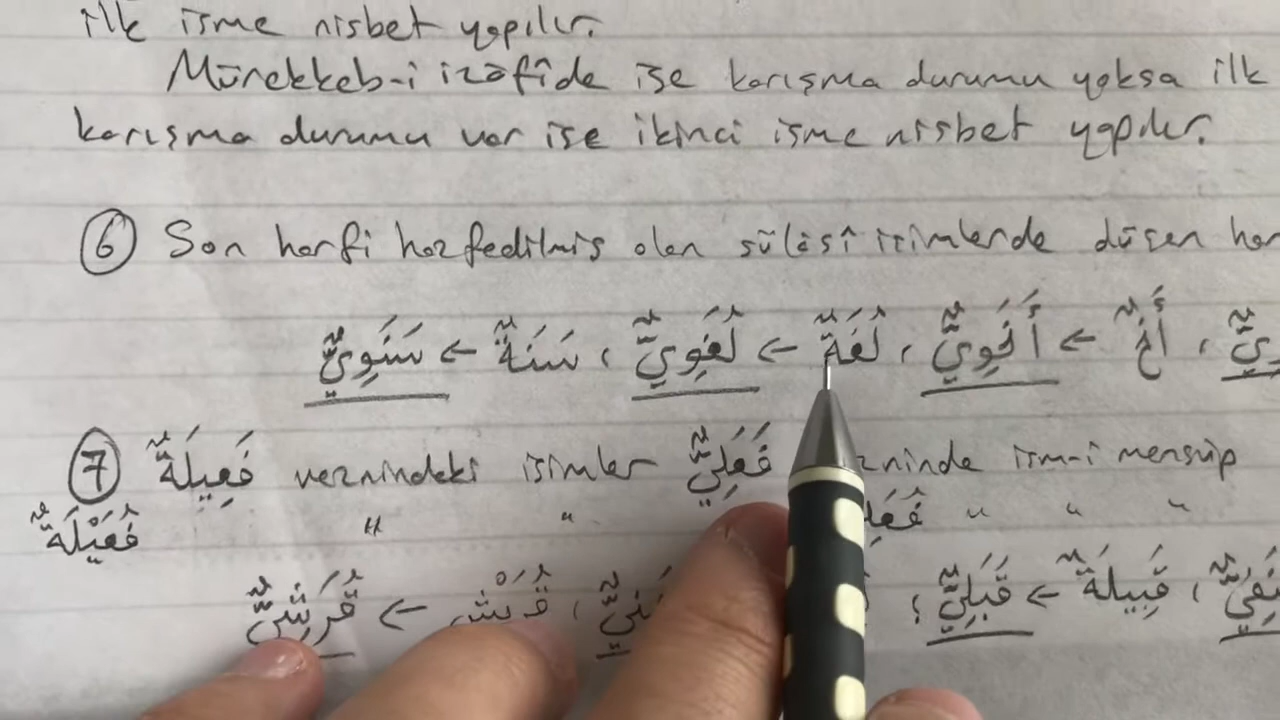 ilk isme nisbet yapılır.
Mürekkeb-i izâfîde ise karışma durumu yoksa ilk
karışma durumu var ise ikinci isme nisbet yapılır.
6 Son harfi hazfedilmiş olan sülâsî isimlerde düşen har
أَخٌ ← أَخَوِيٌّ ، لُغَةٌ ← لُغَوِيٌّ ، سَنَةٌ ← سَنَوِيٌّ
7 فَعِيلَةٌ veznindeki isimler فَعَلِيٌّ zninde ism-i mensup
فُعَيْلَةٌ " " " " "
قَبِيلَةٌ ← قَبَلِيٌّ ؛ ، ← قُرَشِيٌّ